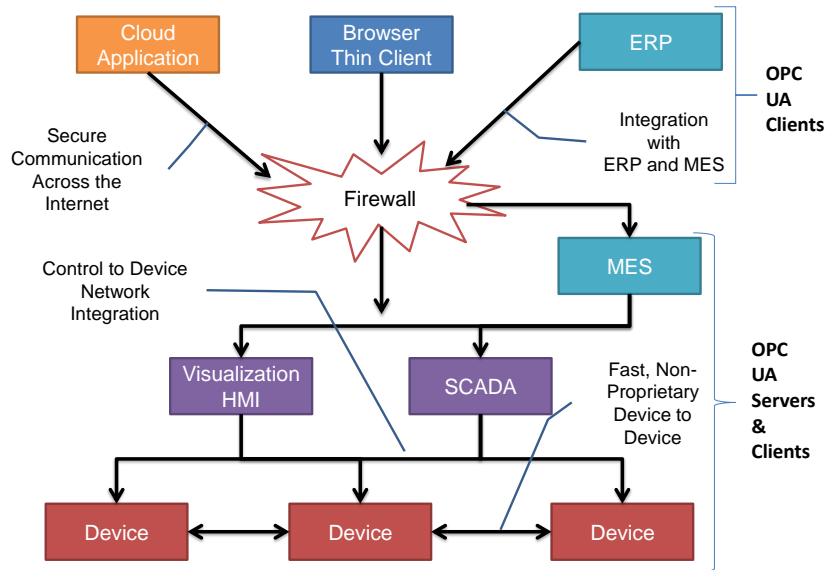 Cloud
Application
Browser
Thin Client
ERP
OPC
UA
Clients
Secure
Communication
Across the
Internet
Integration
with
ERP and MES
Firewall
MES
Control to Device
Network
Integration
Visualization
HMI
SCADA
Fast, Non-
Proprietary
Device to
Device
OPC
UA
Servers
&
Clients
Device
Device
Device